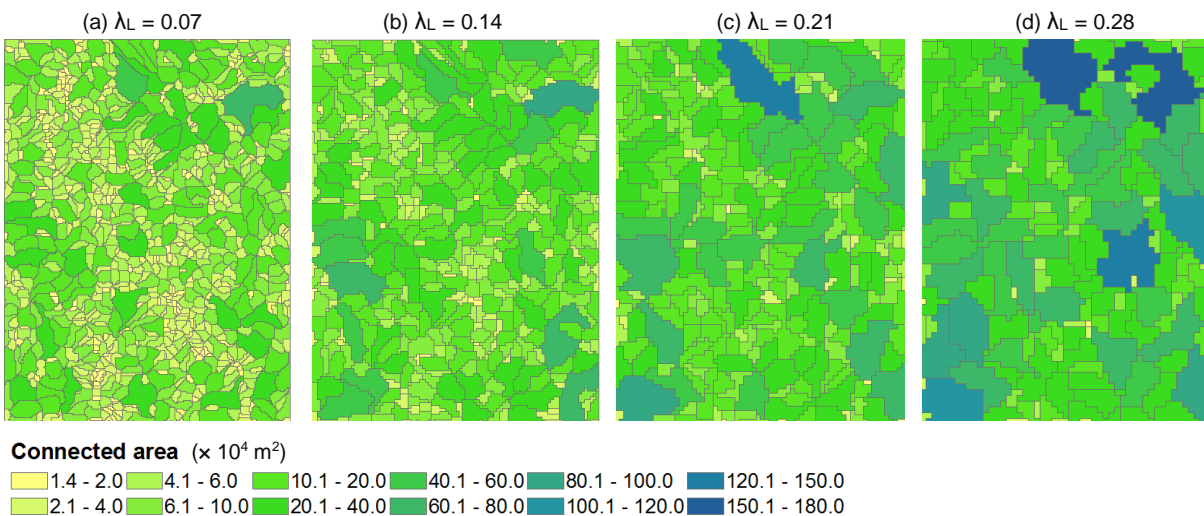 (a) λL = 0.07 (b) λL = 0.14 (c) λL = 0.21 (d) λL = 0.28
Connected area (× 10⁴ m²)
1.4 - 2.0 4.1 - 6.0 10.1 - 20.0 40.1 - 60.0 80.1 - 100.0 120.1 - 150.0
2.1 - 4.0 6.1 - 10.0 20.1 - 40.0 60.1 - 80.0 100.1 - 120.0 150.1 - 180.0